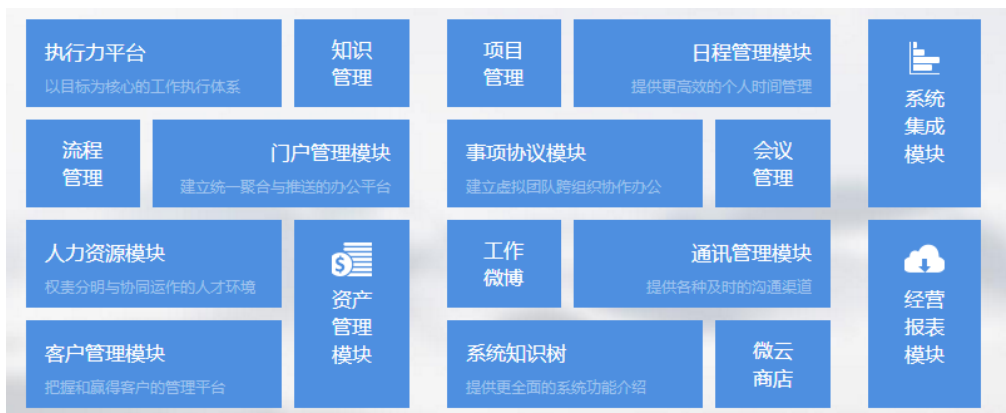 执行力平台
以目标为核心的工作执行体系
知识
管理
项目
管理
日程管理模块
提供更高效的个人时间管理
系统
集成
模块
流程
管理
门户管理模块
建立统一聚合与推送的办公平台
事项协议模块
建立虚拟团队跨组织协作办公
会议
管理
人力资源模块
权责分明与协同运作的人才环境
资产
管理
模块
工作
微博
通讯管理模块
提供各种及时的沟通渠道
经营
报表
模块
客户管理模块
把握和赢得客户的管理平台
系统知识树
提供更全面的系统功能介绍
微云
商店